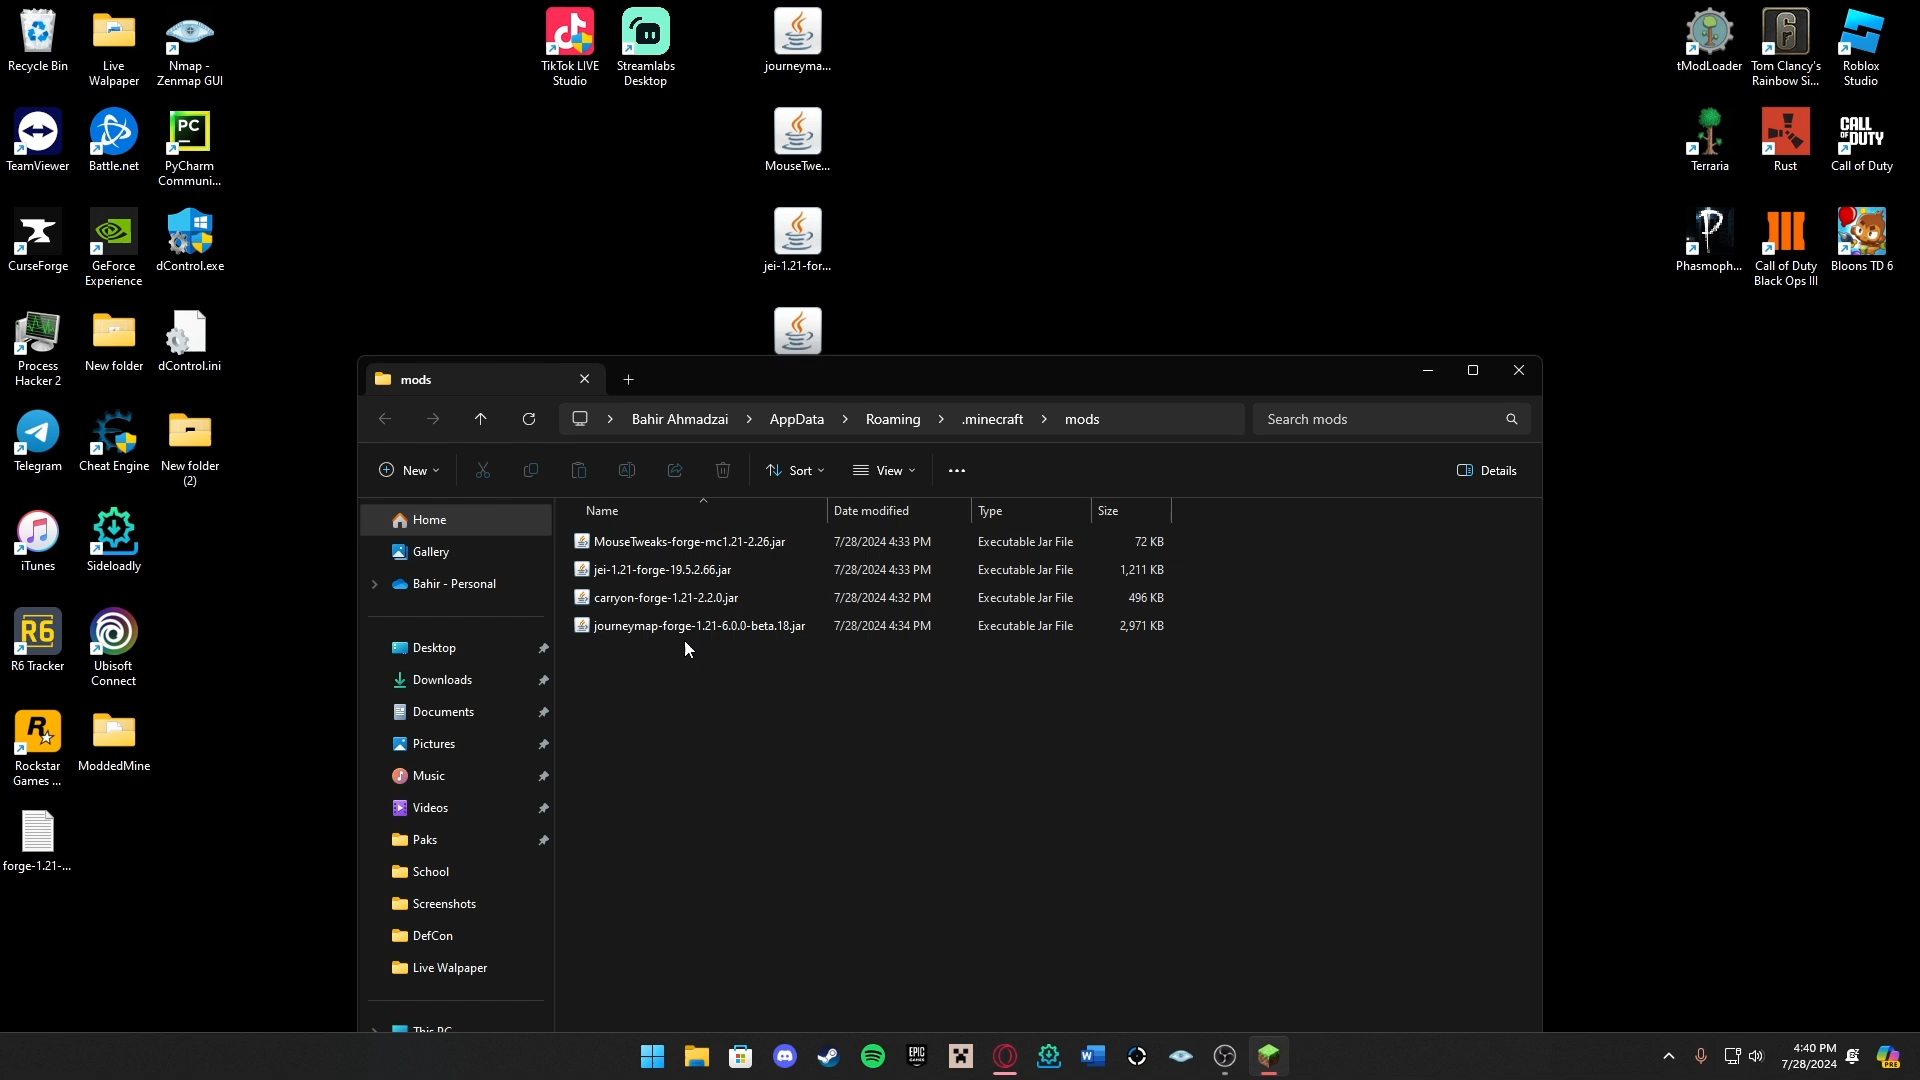 Recycle Bin
Live
Walpaper
Nmap -
Zenmap GUI
TikTok LIVE
Studio
Streamlabs
Desktop
journeyma...
tModLoader
Tom Clancy's
Rainbow Si...
Roblox
Studio
TeamViewer
Battle.net
PC
PyCharm
Communi...
MouseTwe...
Terraria
Rust
CALL OF DUTY
Call of Duty
CurseForge
GeForce
Experience
dControl.exe
jei-1.21-for...
Phasmoph...
Call of Duty
Black Ops III
Bloons TD 6
Process
Hacker 2
New folder
dControl.ini
Telegram
Cheat Engine
New folder
(2)
iTunes
Sideloadly
R6
R6 Tracker
Ubisoft
Connect
Rockstar
Games ...
ModdedMine
forge-1.21-...
mods
Bahir Ahmadzai > AppData > Roaming > .minecraft > mods
Search mods
New
Sort
View
Details
Home
Gallery
Bahir - Personal
Desktop
Downloads
Documents
Pictures
Music
Videos
Paks
School
Screenshots
DefCon
Live Walpaper
This PC
Name Date modified Type Size
MouseTweaks-forge-mc1.21-2.26.jar 7/28/2024 4:33 PM Executable Jar File 72 KB
jei-1.21-forge-19.5.2.66.jar 7/28/2024 4:33 PM Executable Jar File 1,211 KB
carryon-forge-1.21-2.2.0.jar 7/28/2024 4:32 PM Executable Jar File 496 KB
journeymap-forge-1.21-6.0.0-beta.18.jar 7/28/2024 4:34 PM Executable Jar File 2,971 KB
EPIC
GAMES
4:40 PM
7/28/2024
PRE